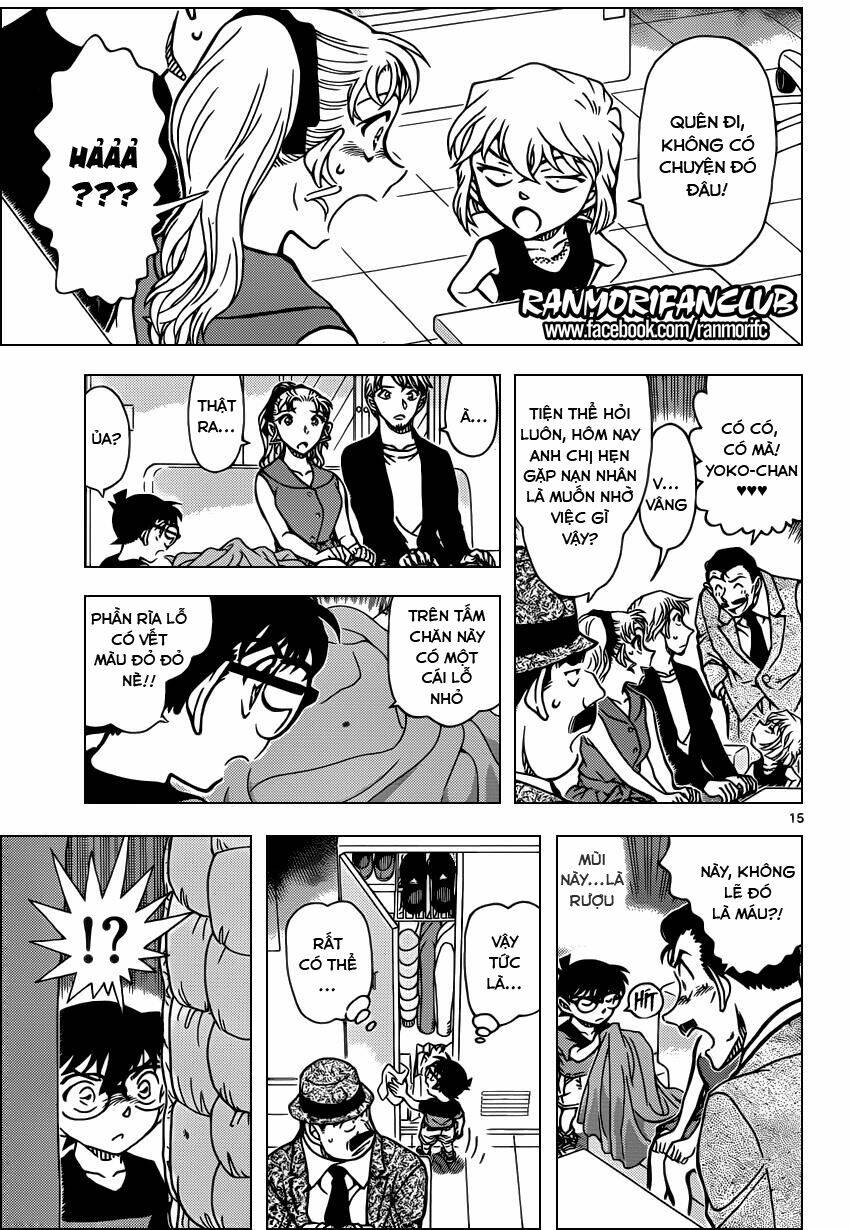 QUÊN ĐI,
KHÔNG CÓ
CHUYỆN ĐÓ
ĐÂU!
HẢẢẢ
???
RANMORIFANCLUB
www.facebook.com/ranmorifc
CÓ CÓ,
CÓ MÀ!
YOKO-CHAN
♥♥♥
V...
VÂNG
TIỆN THỂ HỎI
LUÔN, HÔM NAY
ANH CHỊ HẸN
GẶP NẠN NHÂN
LÀ MUỐN NHỜ
VIỆC GÌ
VẬY?
À...
THẬT
RA...
ỦA?
TRÊN TẤM
CHĂN NÀY
CÓ MỘT
CÁI LỖ
NHỎ
PHẦN RÌA LỖ
CÓ VẾT
MÀU ĐỎ ĐỎ
NÈ!!
15
NÀY, KHÔNG
LẼ ĐÓ
LÀ MÁU?!
MÙI
NÀY...LÀ
RƯỢU
HÍT
VẬY
TỨC
LÀ...
RẤT
CÓ THỂ
...
!?